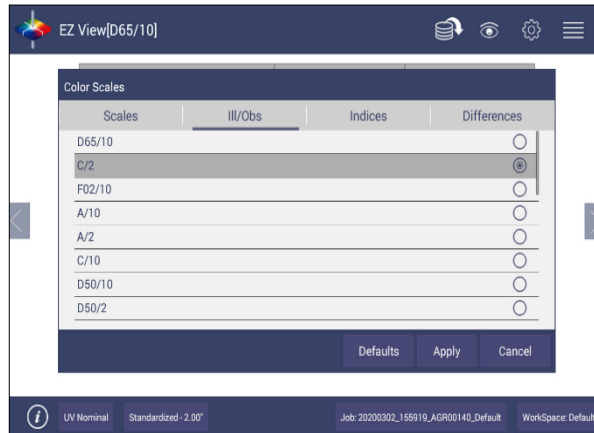 EZ View[D65/10]
Color Scales
Scales Ill/Obs Indices Differences
D65/10
C/2
F02/10
A/10
A/2
C/10
D50/10
D50/2
Defaults Apply Cancel
i UV Nominal Standardized - 2.00" Job: 20200302_155919_AGR00140_Default WorkSpace: Default